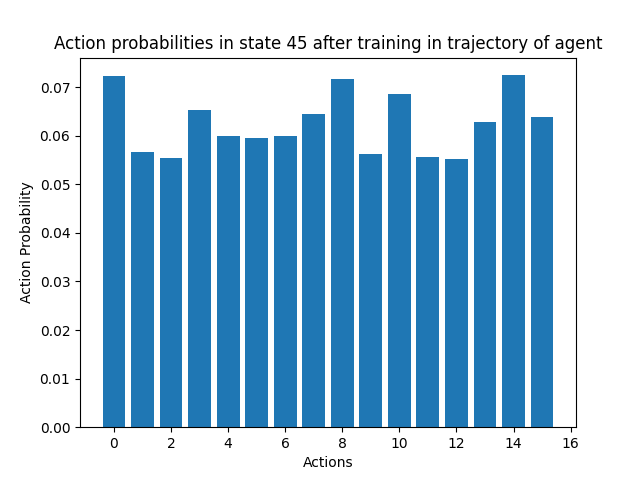 Action probabilities in state 45 after training in trajectory of agent
0.07
0.06
0.05
0.04
0.03
0.02
0.01
0.00
Action Probability
0 2 4 6 8 10 12 14 16
Actions